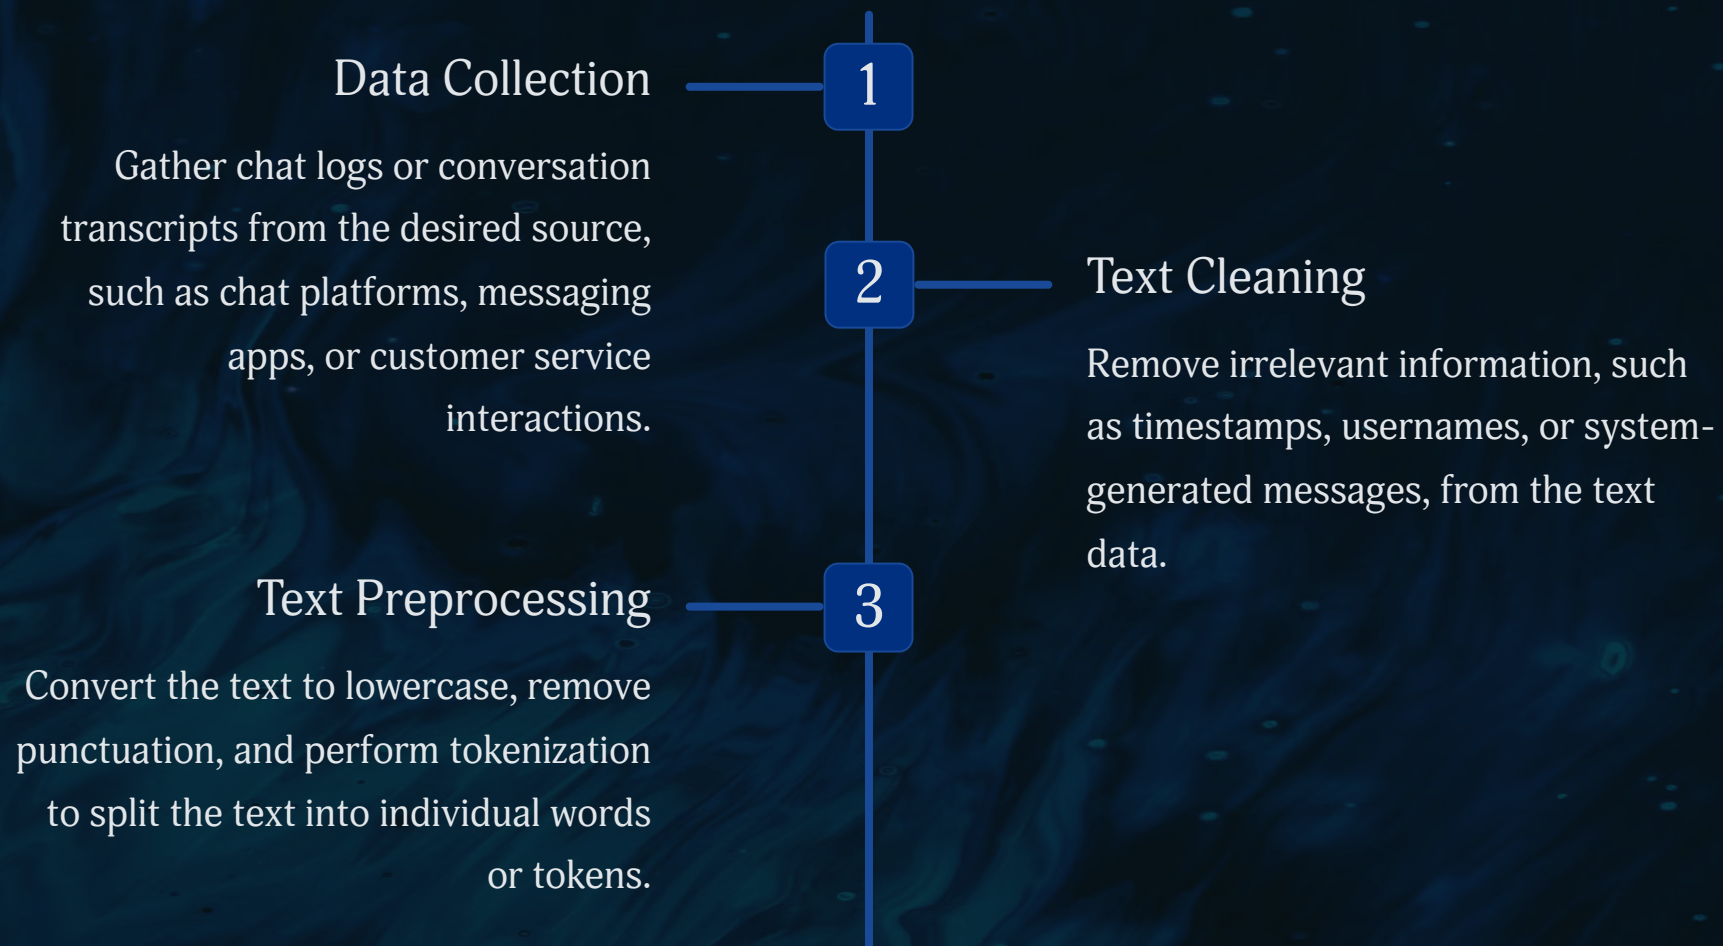 1
Data Collection
Gather chat logs or conversation
transcripts from the desired source,
such as chat platforms, messaging
apps, or customer service
interactions.
2
Text Cleaning
Remove irrelevant information, such
as timestamps, usernames, or system-
generated messages, from the text
data.
3
Text Preprocessing
Convert the text to lowercase, remove
punctuation, and perform tokenization
to split the text into individual words
or tokens.